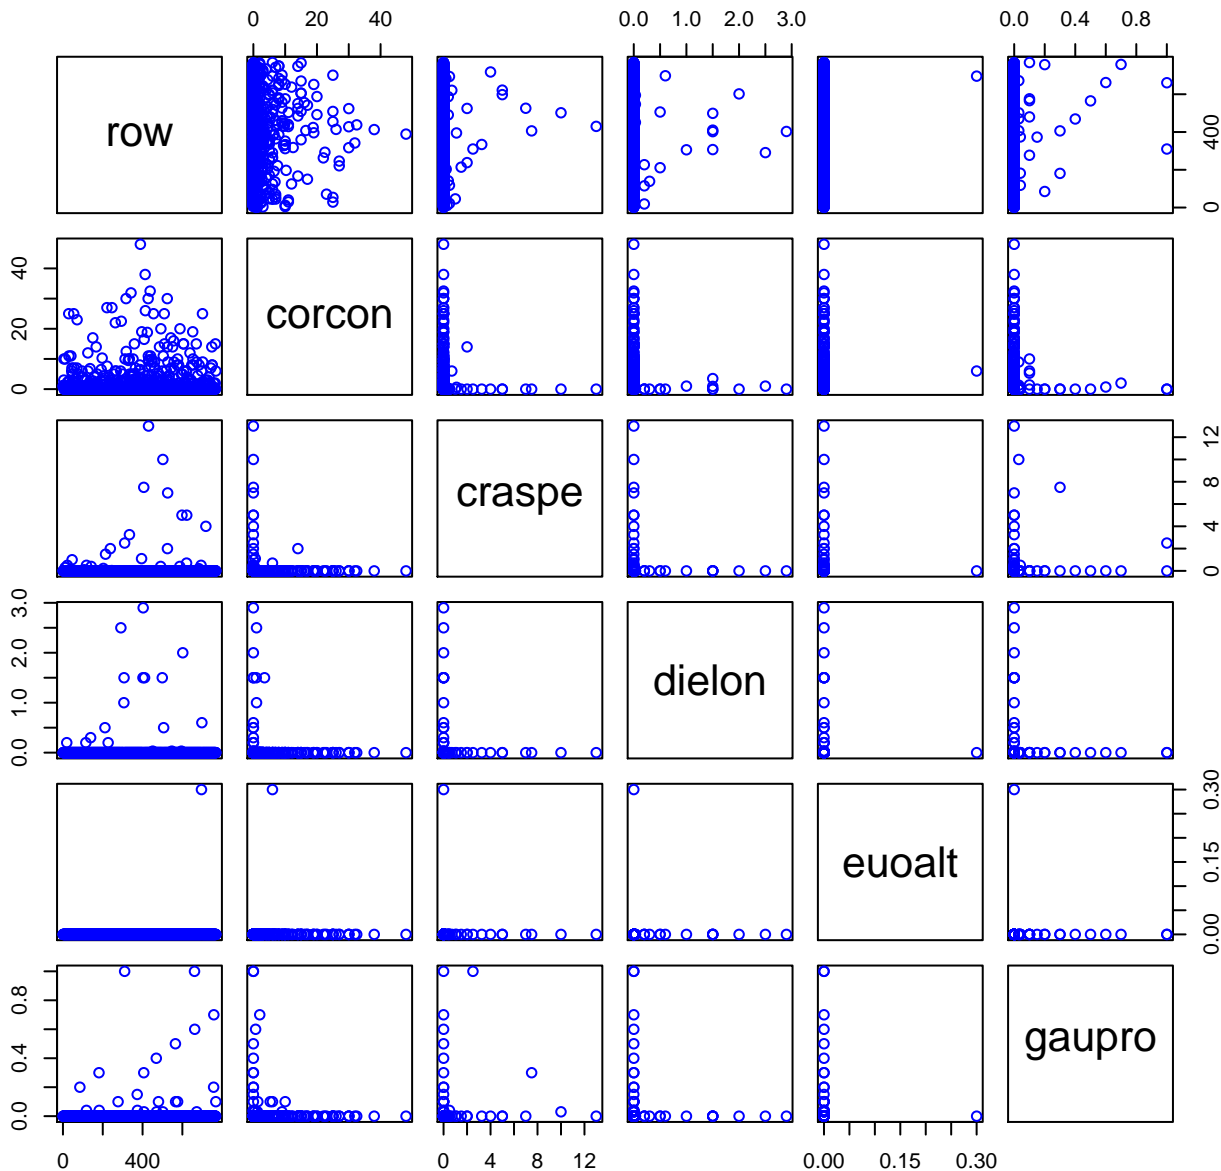 0 20 40 0.0 1.0 2.0 3.0 0.0 0.4 0.8
row 0 400
0 20 40 corcon
craspe 0 4 8 12
0.0 1.0 2.0 3.0 dielon
euoalt 0.00 0.15 0.30
0.0 0.4 0.8 gaupro
0 400 0 4 8 12 0.00 0.15 0.30